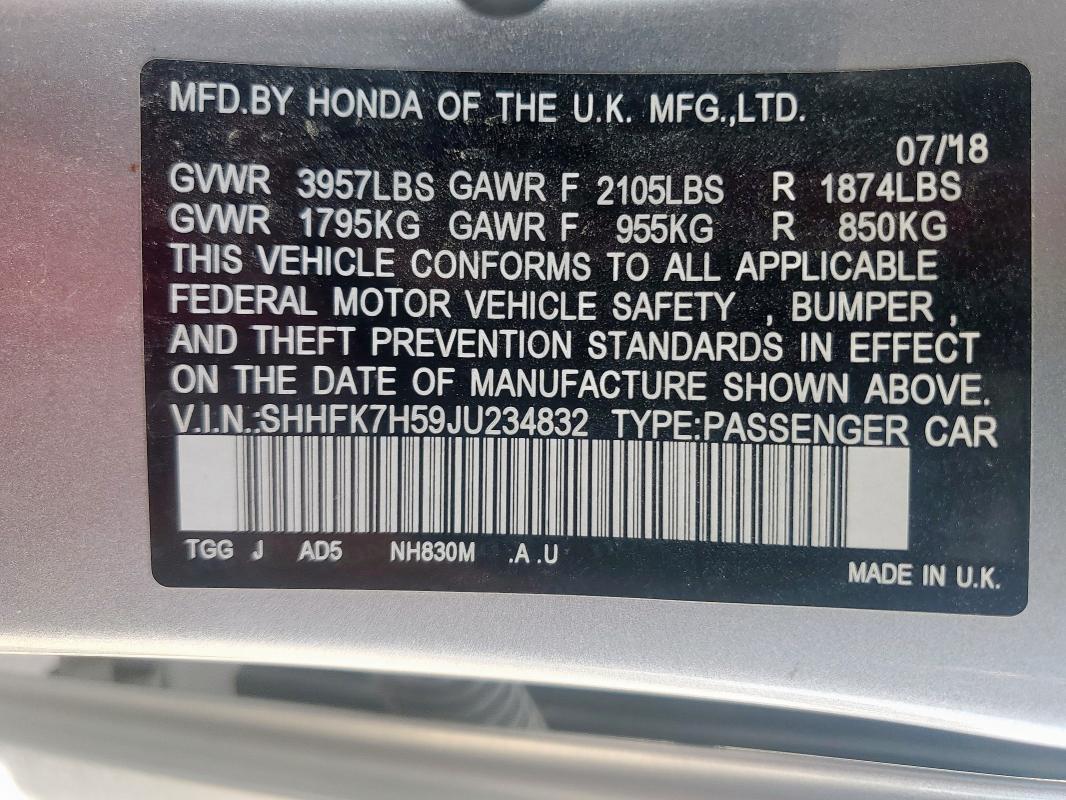 MFD.BY HONDA OF THE U.K. MFG.,LTD.
07/18
GVWR 3957LBS GAWR F 2105LBS R 1874LBS
GVWR 1795KG GAWR F 955KG R 850KG
THIS VEHICLE CONFORMS TO ALL APPLICABLE
FEDERAL MOTOR VEHICLE SAFETY , BUMPER ,
AND THEFT PREVENTION STANDARDS IN EFFECT
ON THE DATE OF MANUFACTURE SHOWN ABOVE.
V.I.N.:SHHFK7H59JU234832 TYPE:PASSENGER CAR
TGG J AD5 NH830M .A .U
MADE IN U.K.